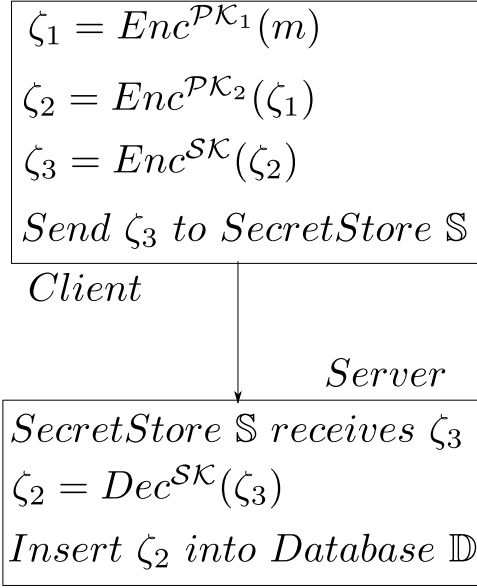 ζ₁ = Enc^{𝒫𝒦₁}(m)
ζ₂ = Enc^{𝒫𝒦₂}(ζ₁)
ζ₃ = Enc^{𝒮𝒦}(ζ₂)
Send ζ₃ to SecretStore 𝕊
Client
Server
SecretStore 𝕊 receives ζ₃
ζ₂ = Dec^{𝒮𝒦}(ζ₃)
Insert ζ₂ into Database 𝔻